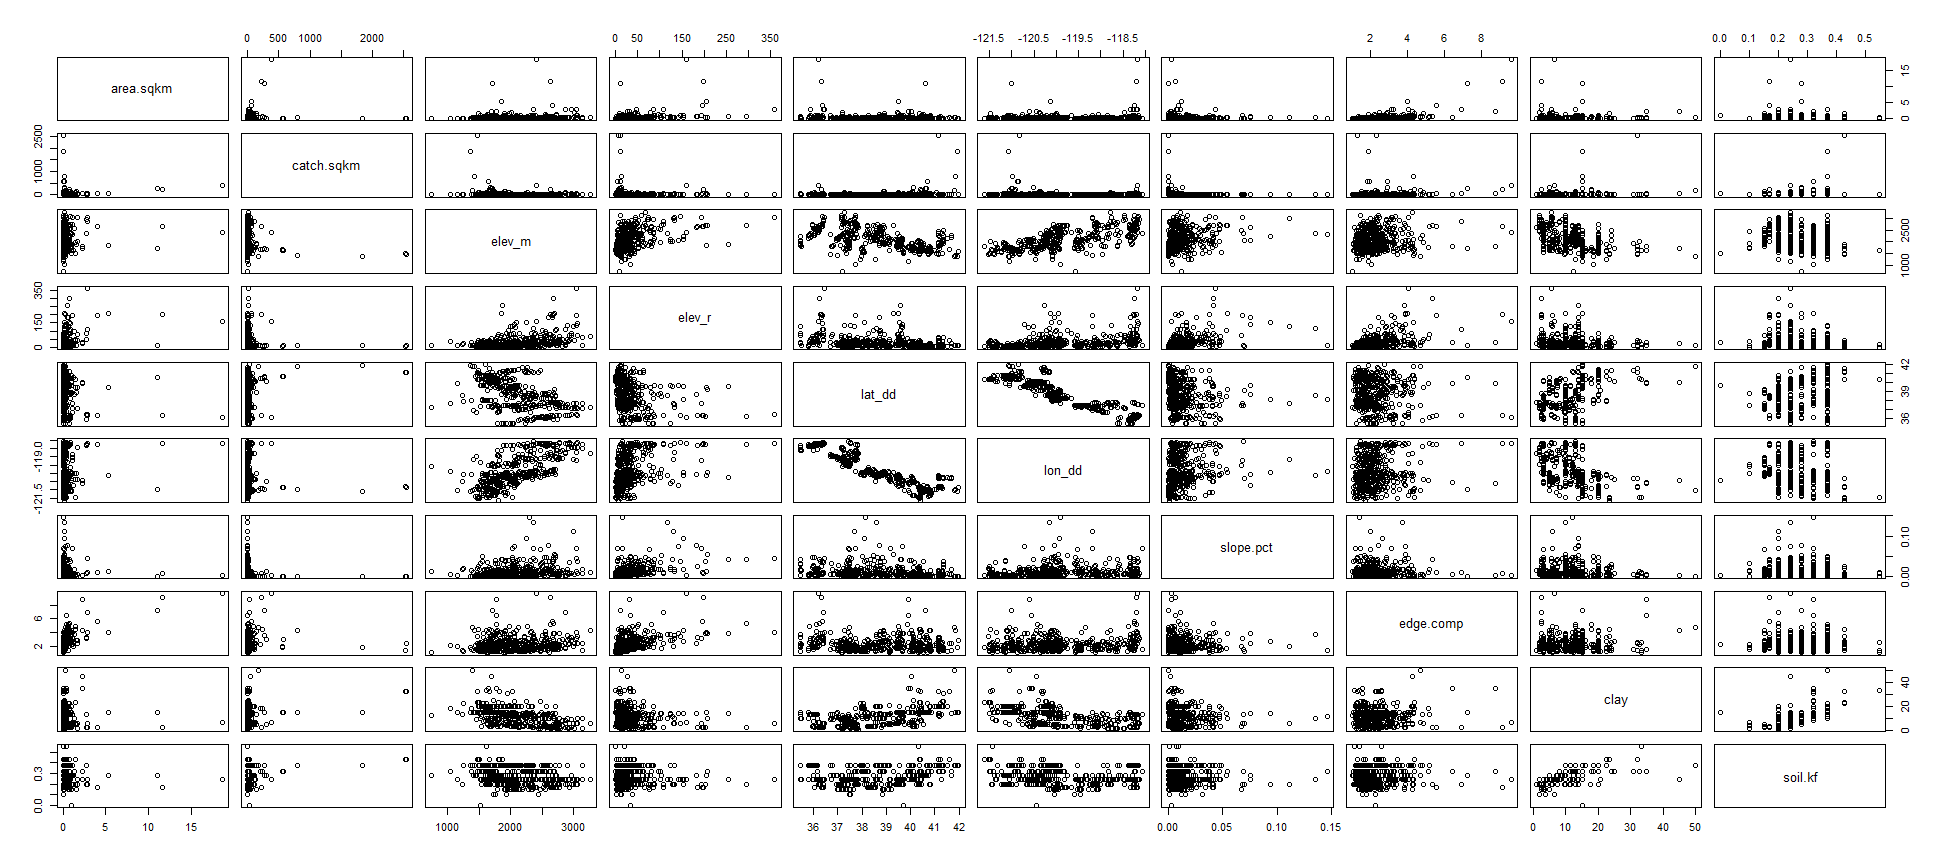 0 500 1000 2000
0 50 150 250 350
-121.5 -120.5 -119.5 -118.5
2 4 6 8
0.0 0.1 0.2 0.3 0.4 0.5
area.sqkm
0 5 15
catch.sqkm
0 1000 2500
elev_m
1000 2500
elev_r
0 150 350
lat_dd
36 39 42
lon_dd
-121.5 -119.0
slope.pct
0.00 0.10
edge.comp
2 6
clay
0 20 40
soil.kf
0.0 0.3
0 5 10 15
1000 2000 3000
36 37 38 39 40 41 42
0.00 0.05 0.10 0.15
0 10 20 30 40 50